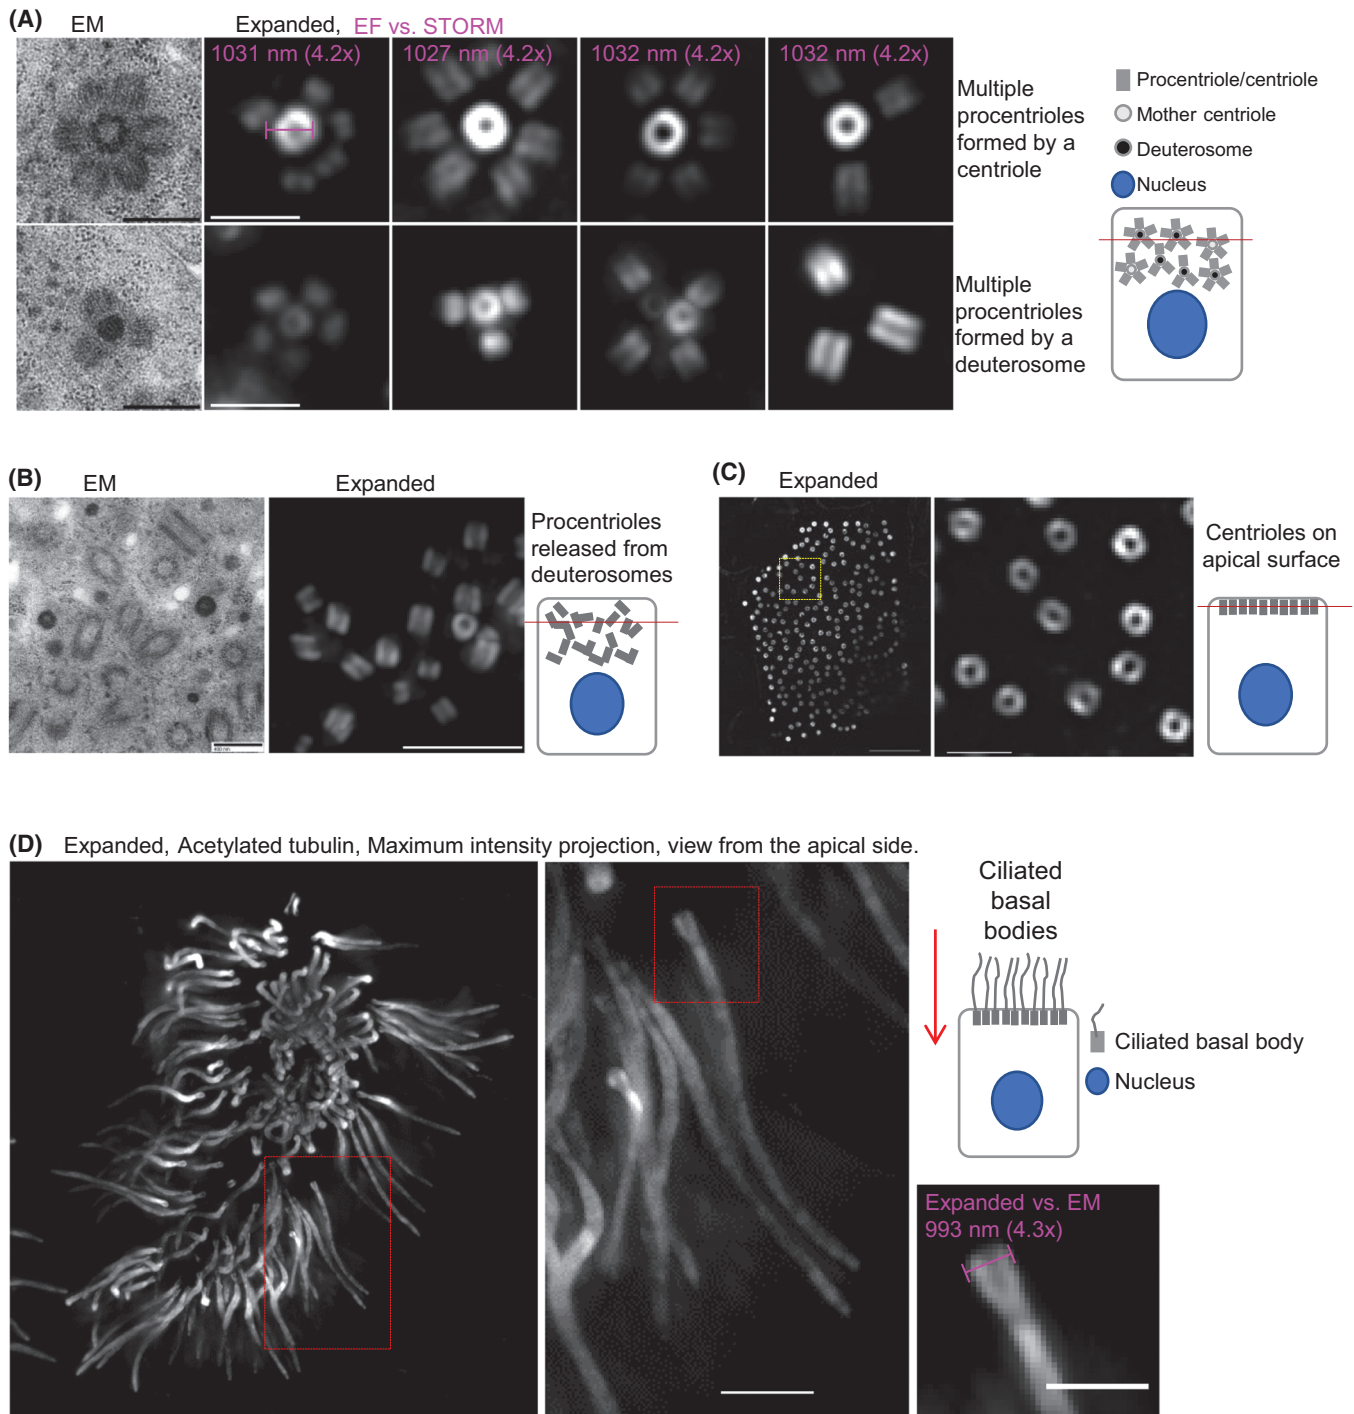 (A)
EM
Expanded, EF vs. STORM
1031 nm (4.2x)
1027 nm (4.2x)
1032 nm (4.2x)
1032 nm (4.2x)
Multiple
procentrioles
formed by a
centriole
Multiple
procentrioles
formed by a
deuterosome
Procentriole/centriole
Mother centriole
Deuterosome
Nucleus
(B)
EM
Expanded
Procentrioles
released from
deuterosomes
(C)
Expanded
Centrioles on
apical surface
(D) Expanded, Acetylated tubulin, Maximum intensity projection, view from the apical side.
Ciliated
basal
bodies
Ciliated basal body
Nucleus
Expanded vs. EM
993 nm (4.3x)